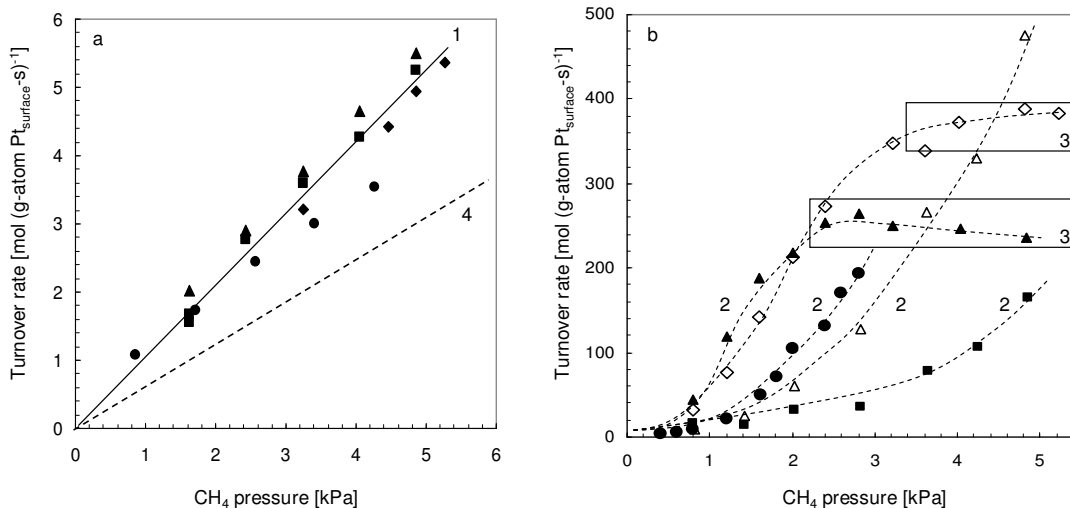 a
6
5
4
3
2
1
0
0 1 2 3 4 5 6
1
4
Turnover rate [mol (g-atom Pt_surface-s)^-1]
CH_4 pressure [kPa]
b
500
400
300
200
100
0
0 1 2 3 4 5
3
3
2
2
2
2
Turnover rate [mol (g-atom Pt_surface-s)^-1]
CH_4 pressure [kPa]